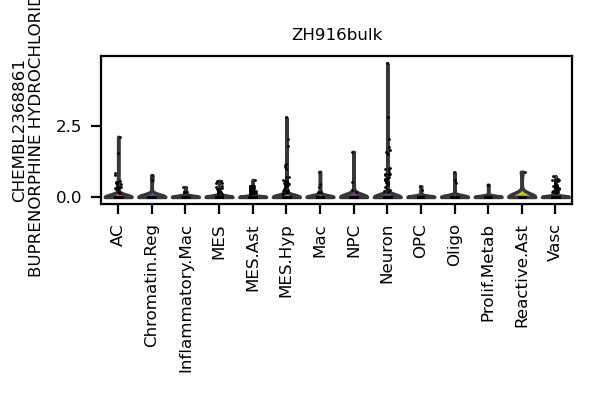 ZH916bulk
CHEMBL2368861
BUPRENORPHINE HYDROCHLORID
2.5
0.0
AC
Chromatin.Reg
Inflammatory.Mac
MES
MES.Ast
MES.Hyp
Mac
NPC
Neuron
OPC
Oligo
Prolif.Metab
Reactive.Ast
Vasc